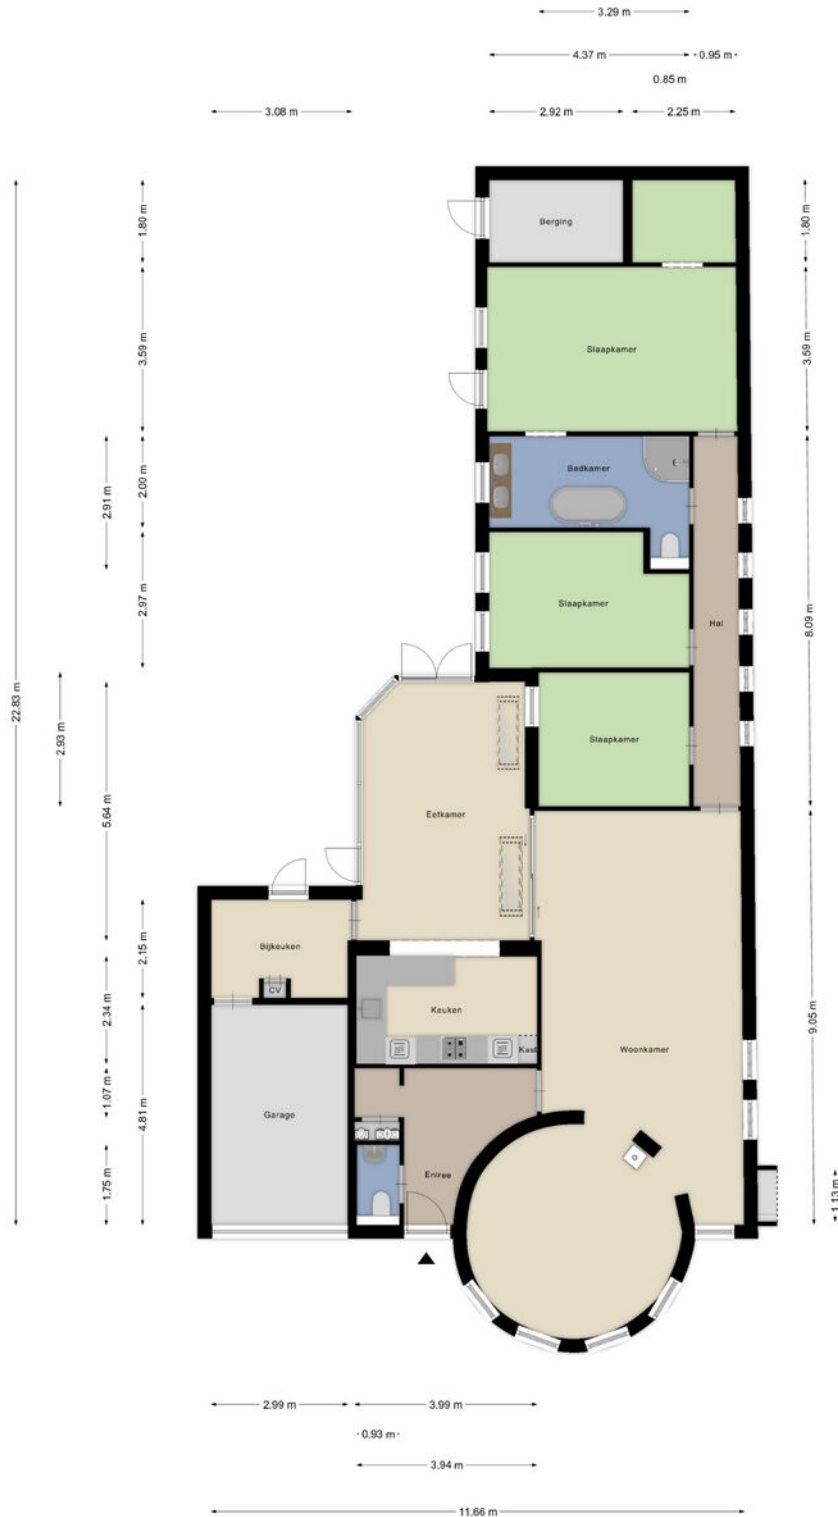 3.29 m
4.37 m
0.95 m
0.85 m
3.08 m
2.92 m
2.25 m
1.80 m
1.80 m
Berging
22.83 m
3.59 m
3.59 m
Slaapkamer
2.91 m
2.00 m
Badkamer
2.97 m
Slaapkamer
Hal
8.09 m
2.93 m
5.64 m
Slaapkamer
Eetkamer
2.15 m
Bijkeuken
CV
2.34 m
Keuken
Kast
Woonkamer
9.05 m
1.07 m
4.81 m
Garage
1.75 m
Entree
1.13 m
2.99 m
3.99 m
0.93 m
3.94 m
11.66 m